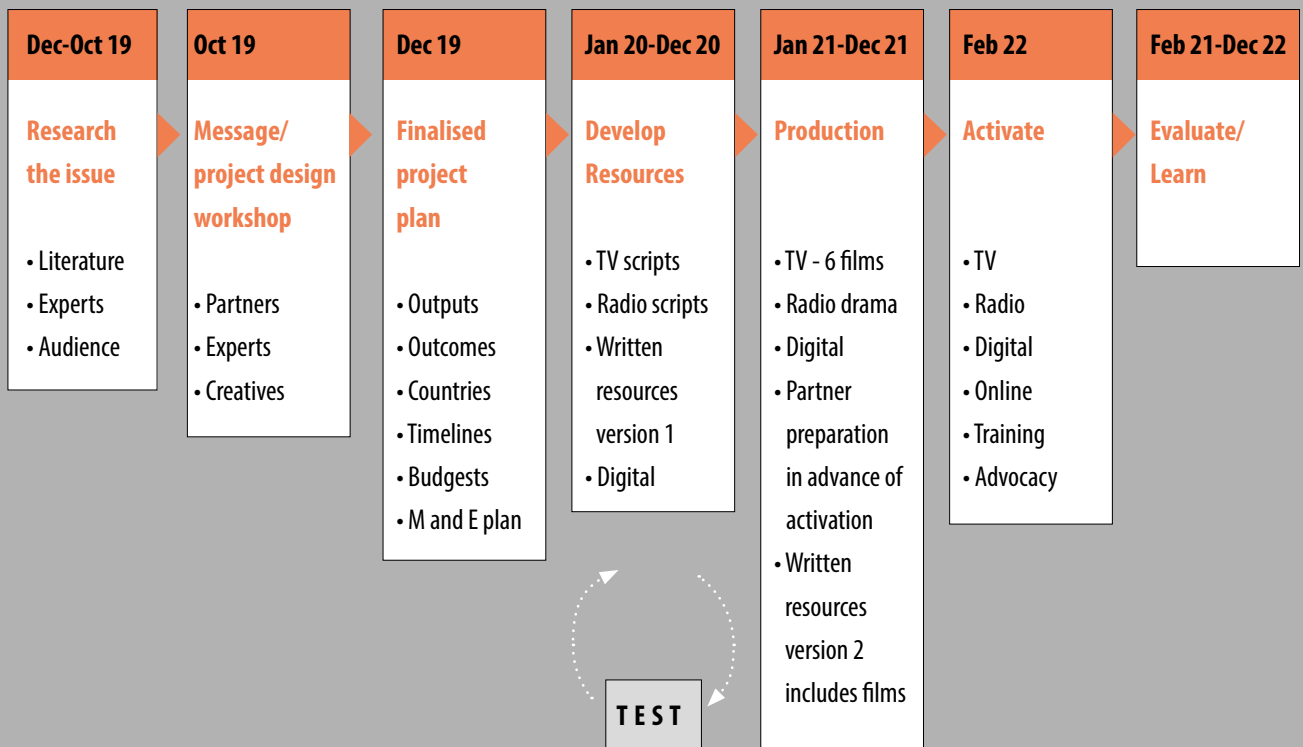 Dec-Oct 19
Research
the issue
• Literature
• Experts
• Audience
Oct 19
Message/
project design
workshop
• Partners
• Experts
• Creatives
Dec 19
Finalised
project
plan
• Outputs
• Outcomes
• Countries
• Timelines
• Budgests
• M and E plan
Jan 20-Dec 20
Develop
Resources
• TV scripts
• Radio scripts
• Written
resources
version 1
• Digital
TEST
Jan 21-Dec 21
Production
• TV - 6 films
• Radio drama
• Digital
• Partner
preparation
in advance of
activation
• Written
resources
version 2
includes films
Feb 22
Activate
• TV
• Radio
• Digital
• Online
• Training
• Advocacy
Feb 21-Dec 22
Evaluate/
Learn